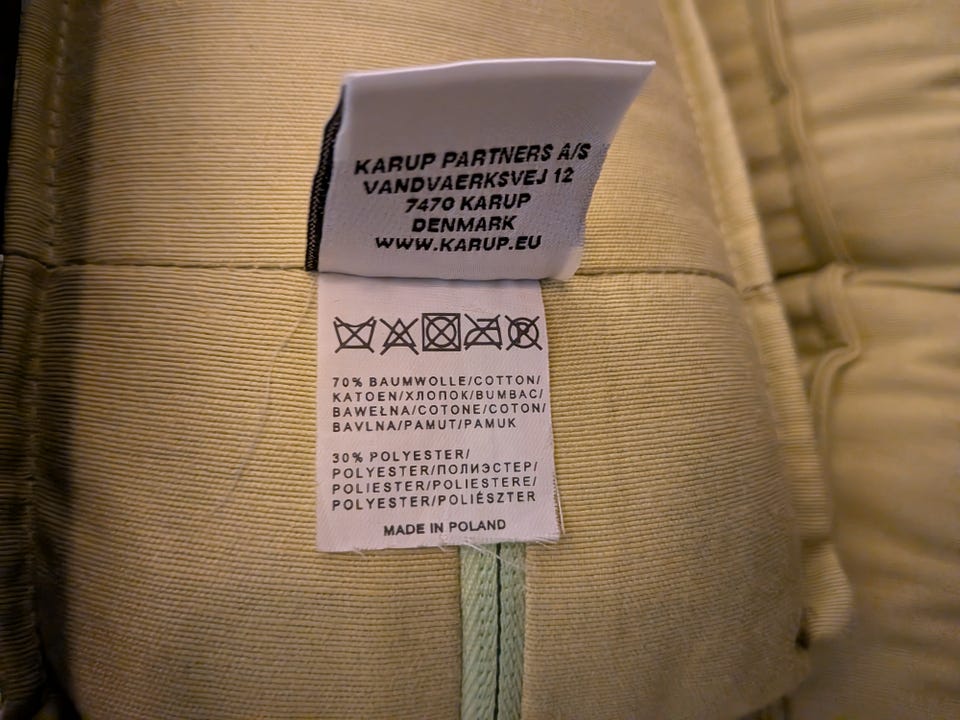 KARUP PARTNERS A/S
VANDVAERKSVEJ 12
7470 KARUP
DENMARK
WWW.KARUP.EU
70% BAUMWOLLE/COTTON/
KATOEN/ХЛОПОК/BUMBAC/
BAWEŁNA/COTONE/COTON/
BAVLNA/PAMUT/PAMUK
30% POLYESTER/
POLYESTER/ПОЛИЭСТЕР/
POLIESTER/POLIESTERE/
POLYESTER/POLIÉSZTER
MADE IN POLAND